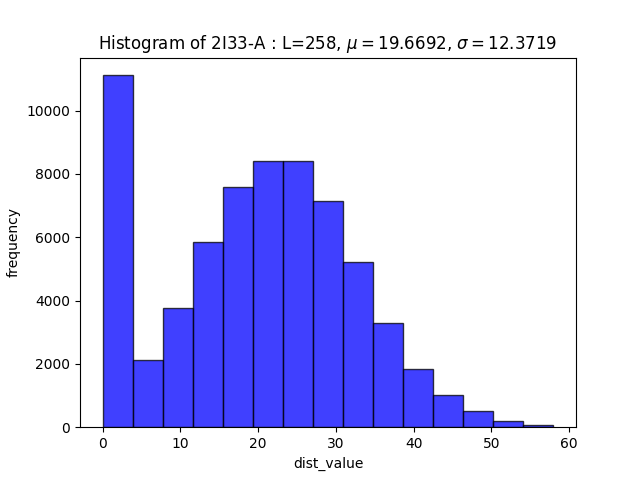 Histogram of 2I33-A : L=258, μ = 19.6692, σ = 12.3719
10000
8000
6000
4000
2000
0
frequency
0 10 20 30 40 50 60
dist_value